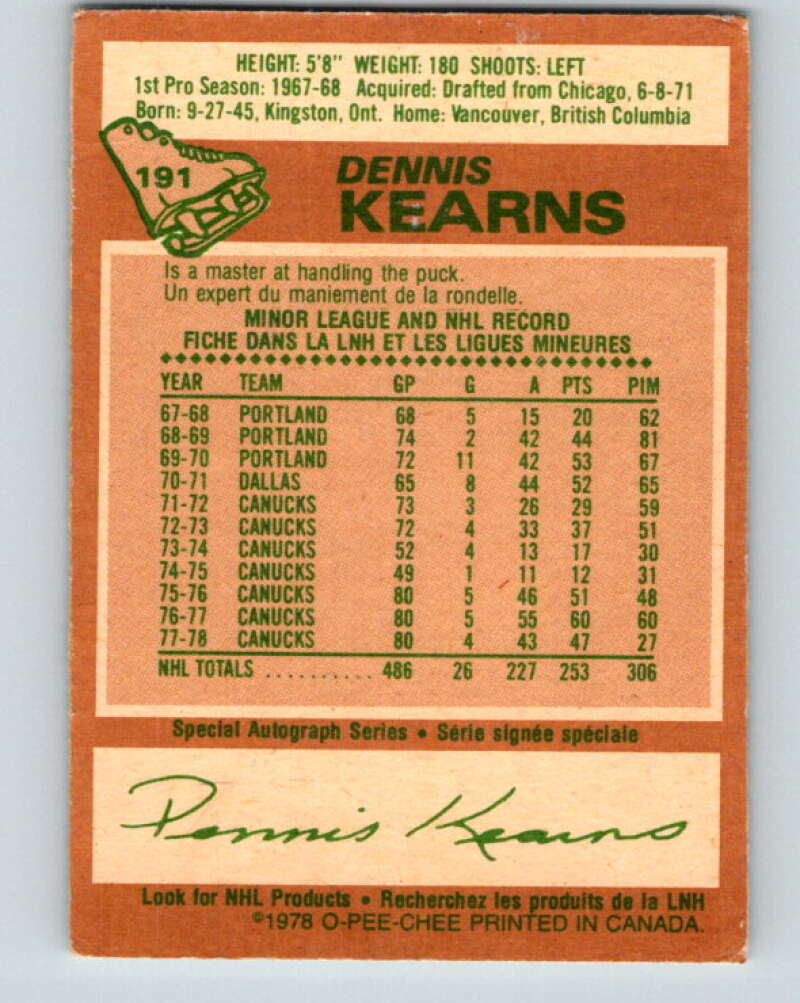 HEIGHT: 5'8" WEIGHT: 180 SHOOTS: LEFT
1st Pro Season: 1967-68 Acquired: Drafted from Chicago, 6-8-71
Born: 9-27-45, Kingston, Ont. Home: Vancouver, British Columbia
191
DENNIS
KEARNS
Is a master at handling the puck.
Un expert du maniement de la rondelle.
MINOR LEAGUE AND NHL RECORD
FICHE DANS LA LNH ET LES LIGUES MINEURES
YEAR TEAM GP G A PTS PIM
67-68 PORTLAND 68 5 15 20 62
68-69 PORTLAND 74 2 42 44 81
69-70 PORTLAND 72 11 42 53 67
70-71 DALLAS 65 8 44 52 65
71-72 CANUCKS 73 3 26 29 59
72-73 CANUCKS 72 4 33 37 51
73-74 CANUCKS 52 4 13 17 30
74-75 CANUCKS 49 1 11 12 31
75-76 CANUCKS 80 5 46 51 48
76-77 CANUCKS 80 5 55 60 60
77-78 CANUCKS 80 4 43 47 27
NHL TOTALS .......... 486 26 227 253 306
Special Autograph Series • Série signée spéciale
Dennis Kearns
Look for NHL Products • Recherchez les produits de la LNH
©1978 O-PEE-CHEE PRINTED IN CANADA.